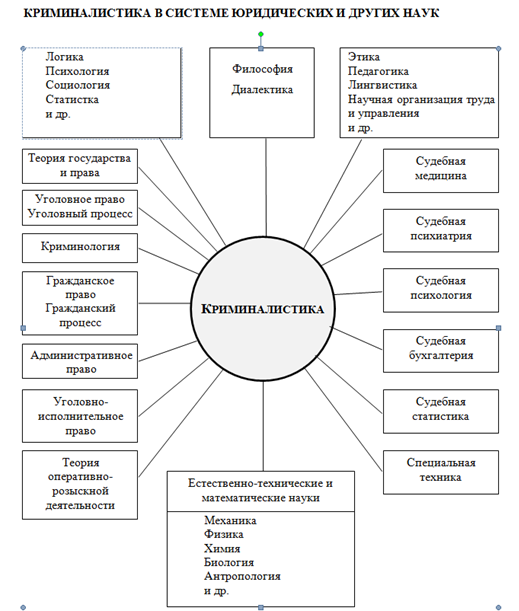 КРИМИНАЛИСТИКА В СИСТЕМЕ ЮРИДИЧЕСКИХ И ДРУГИХ НАУК
Логика
Психология
Социология
Статистка
и др.
Философия
Диалектика
Этика
Педагогика
Лингвистика
Научная организация труда
и управления
и др.
Теория государства
и права
Уголовное право
Уголовный процесс
Криминология
Гражданское
право
Гражданский
процесс
Административное
право
Уголовно-
исполнительное
право
Теория
оперативно-
розыскной
деятельности
КРИМИНАЛИСТИКА
Судебная
медицина
Судебная
психиатрия
Судебная
психология
Судебная
бухгалтерия
Судебная
статистика
Специальная
техника
Естественно-технические и
математические науки
Механика
Физика
Химия
Биология
Антропология
и др.